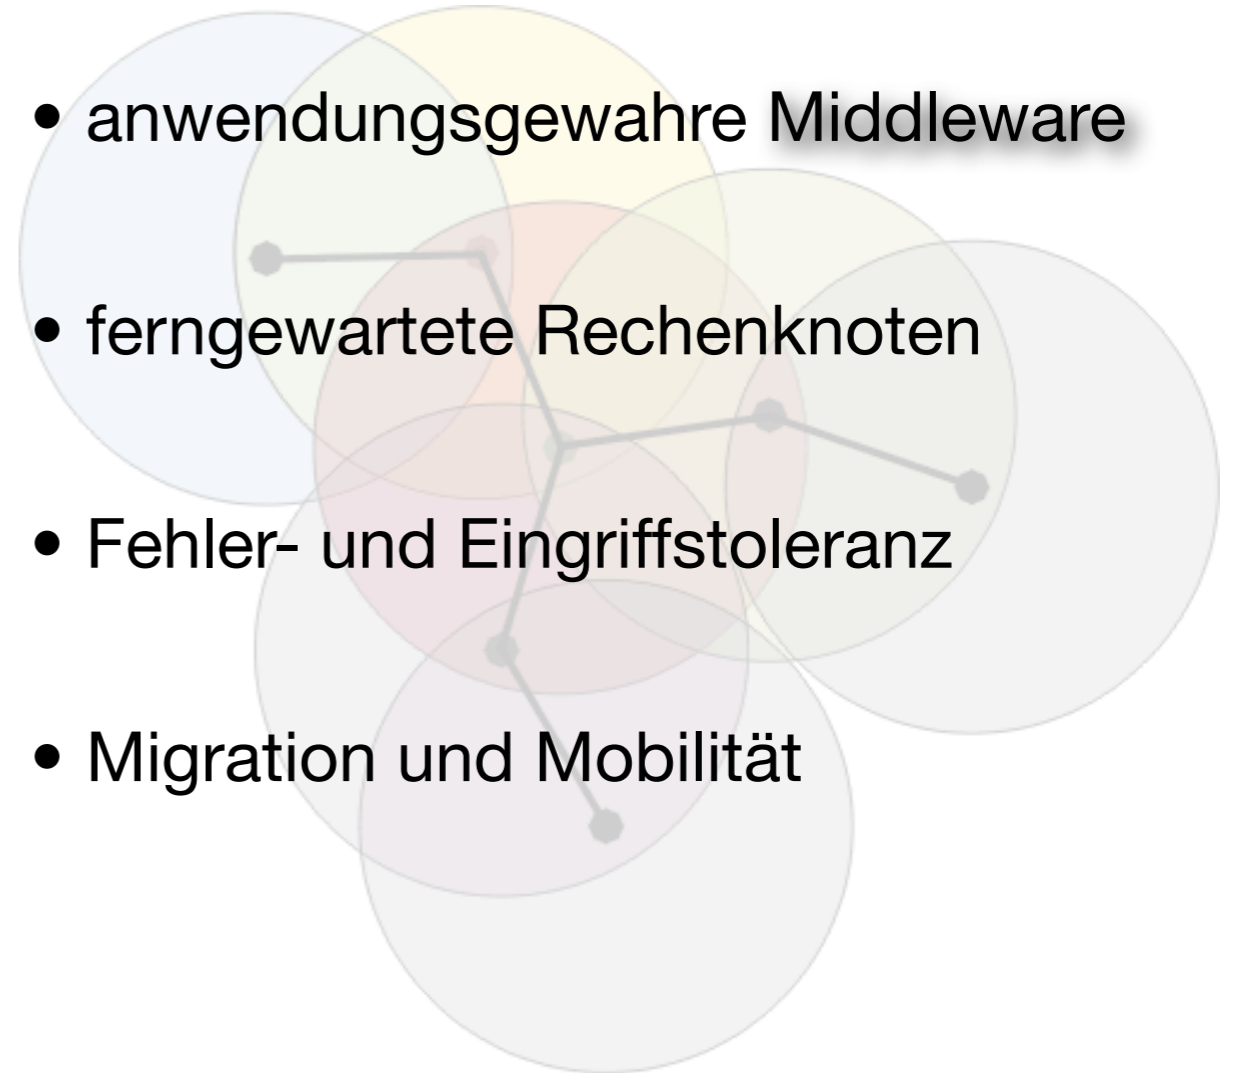 • anwendungsgewahre Middleware
• ferngewartete Rechenknoten
• Fehler- und Eingriffstoleranz
• Migration und Mobilität